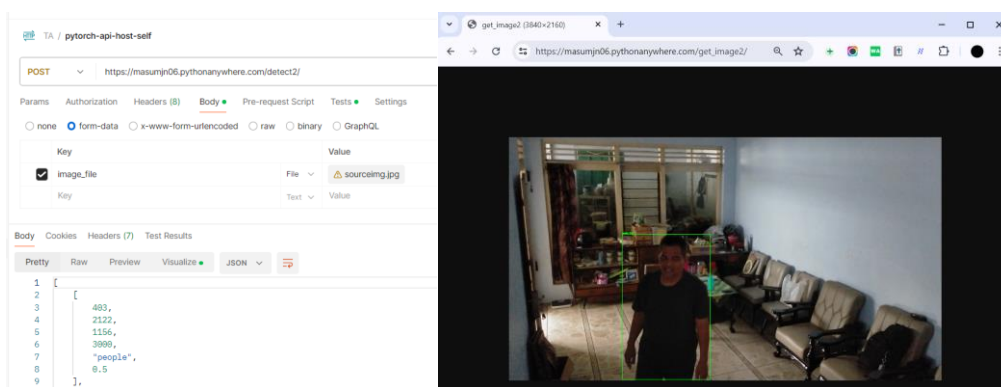 TA / pytorch-api-host-self
POST https://masumjn06.pythonanywhere.com/detect2/
Params Authorization Headers (8) Body Pre-request Script Tests Settings
none form-data x-www-form-urlencoded raw binary GraphQL
Key Value
image_file File sourceimg.jpg
Key Text Value
Body Cookies Headers (7) Test Results
Pretty Raw Preview Visualize JSON
1 [
2 [
3 403,
4 2122,
5 1156,
6 3000,
7 "people",
8 0.5
9 ],
get_image2 (3840×2160)
https://masumjn06.pythonanywhere.com/get_image2/